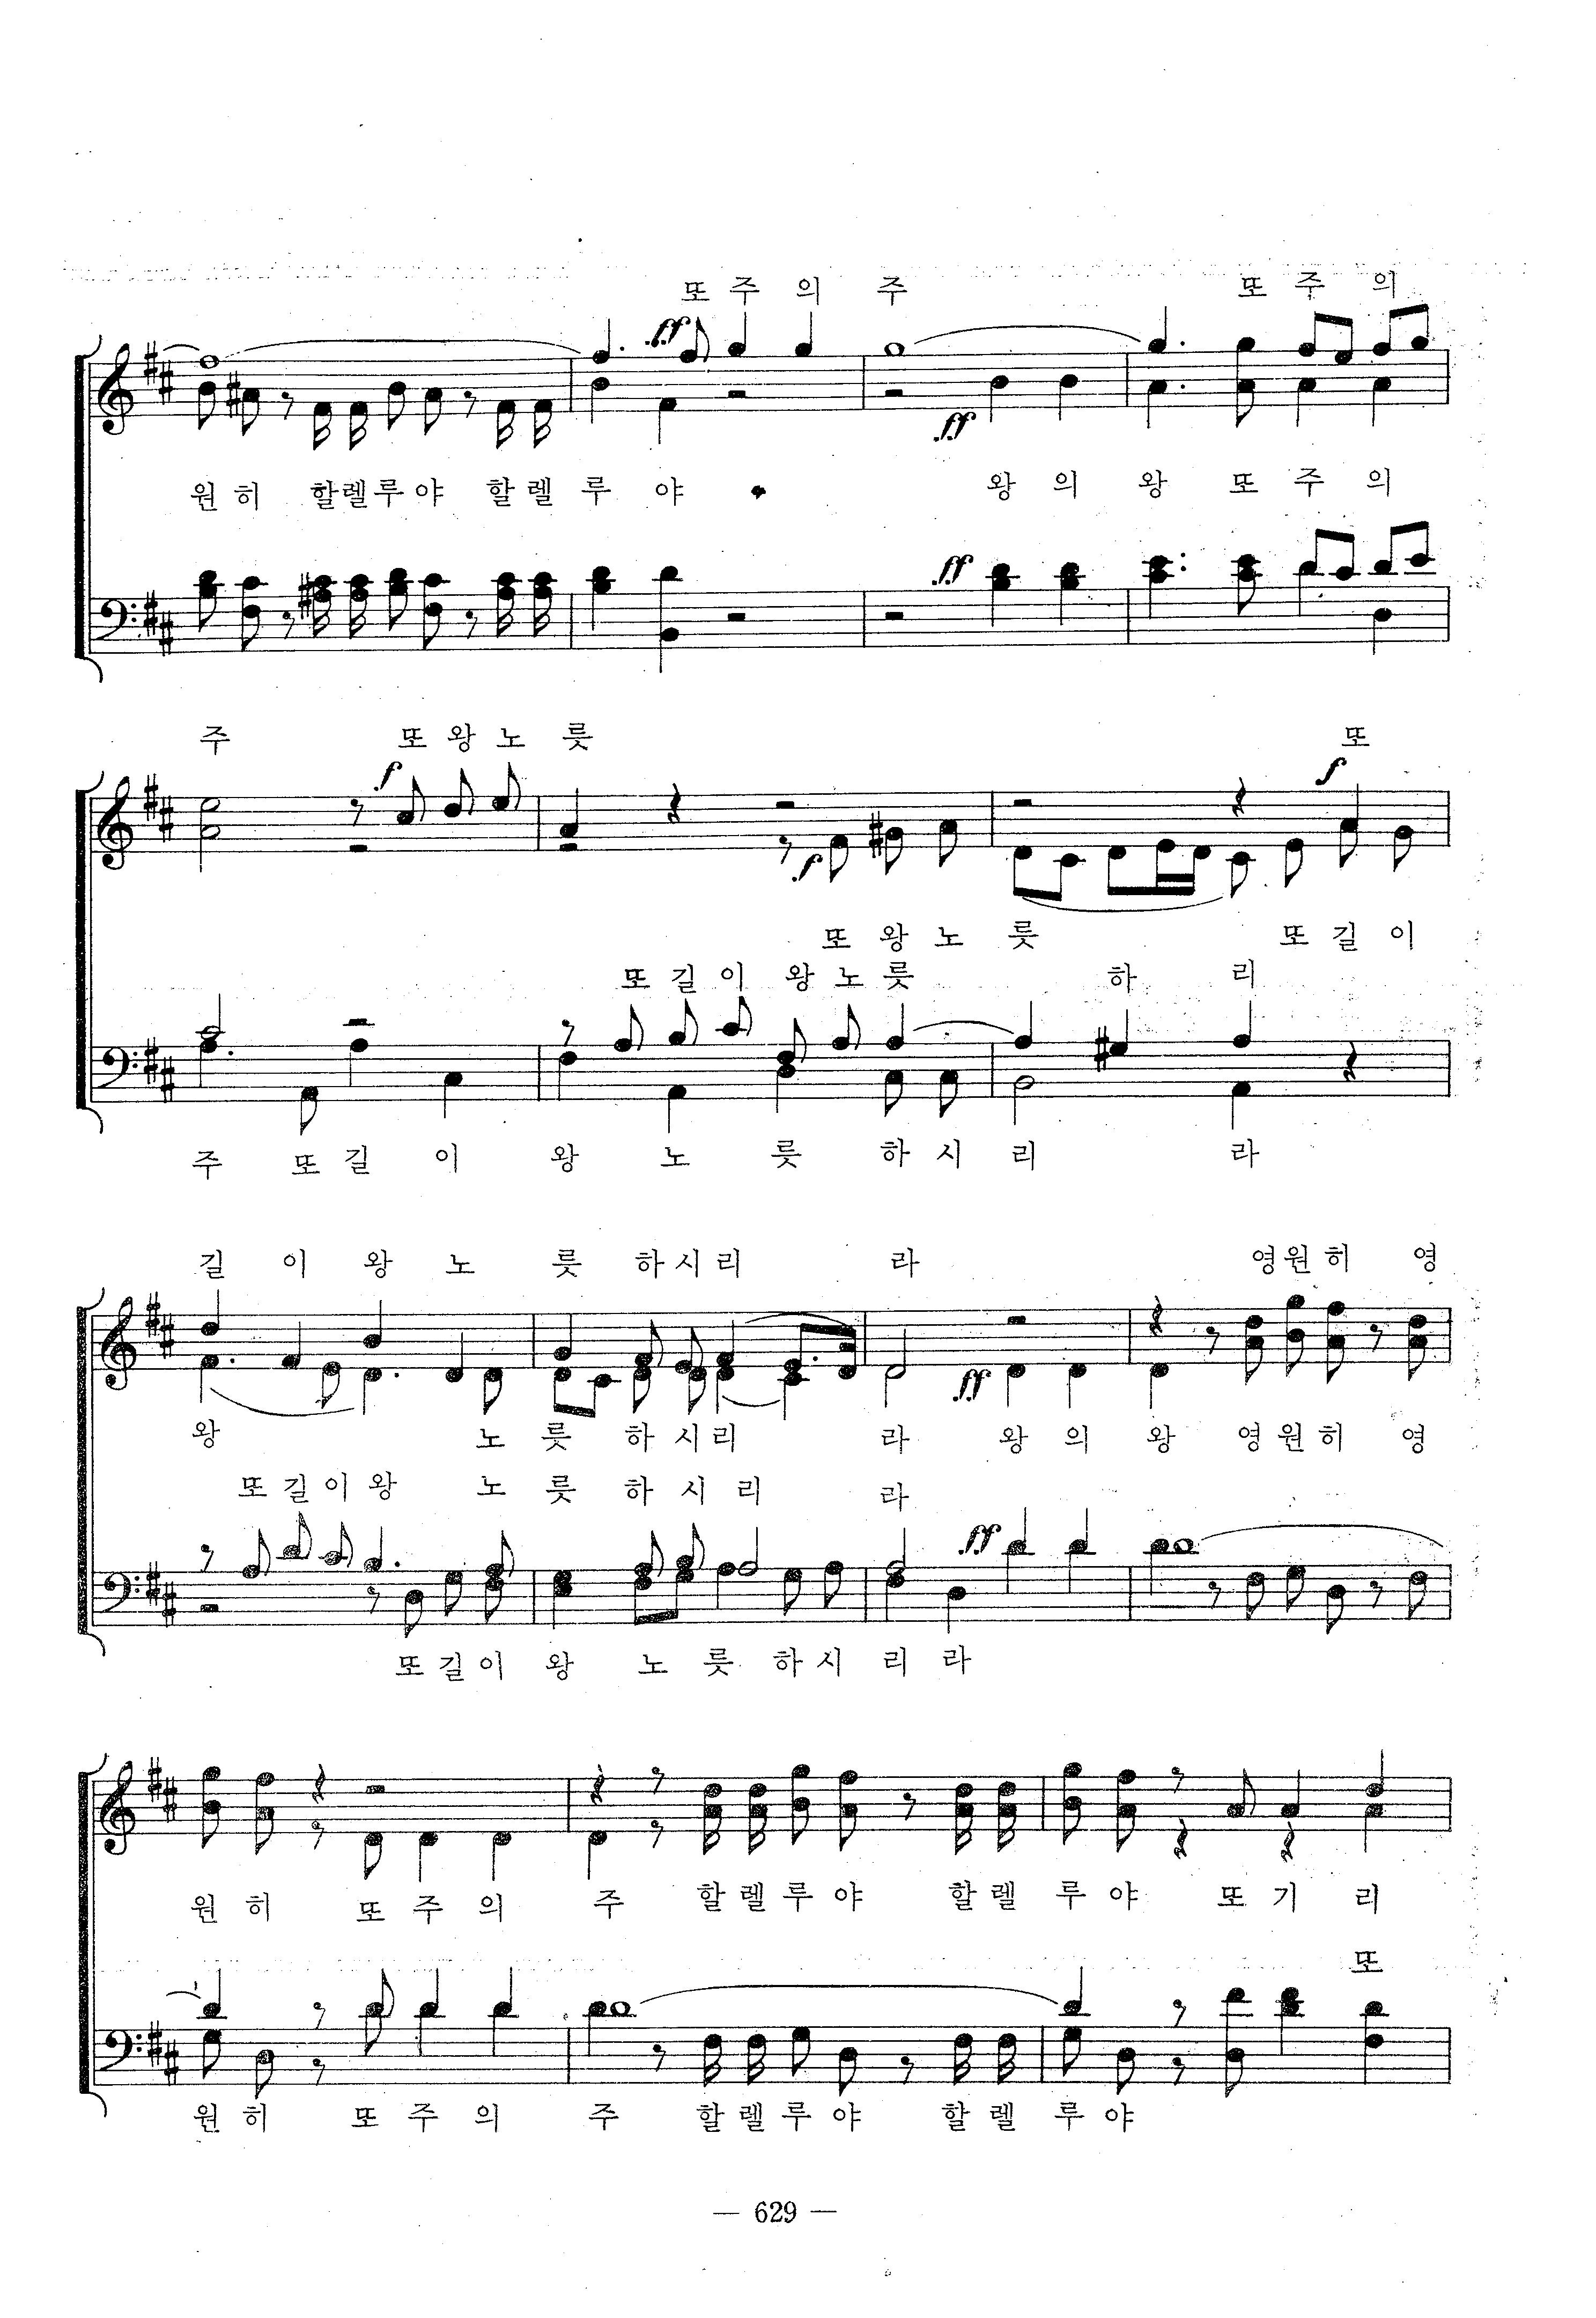 또 주 의 주 또 주 의
ff
원 히 할렐루 야 할 렐 루 야 왕 의 왕 또 주 의
ff
ff
주 또 왕 노 릇 또
f
f
f
또 왕 노 릇 또 길 이
또 길 이 왕 노 릇 하 리
주 또 길 이 왕 노 릇 하 시 리 라
길 이 왕 노 릇 하 시 리 라 영 원 히 영
ff
왕 노 릇 하 시 리 라 왕 의 왕 영 원 히 영
또 길 이 왕 노 릇 하 시 리 라
ff
또 길 이 왕 노 릇 하 시 리 라
원 히 또 주 의 주 할 렐 루 야 할 렐 루 야 또 기 리
또
원 히 또 주 의 주 할 렐 루 야 할 렐 루 야
— 629 —